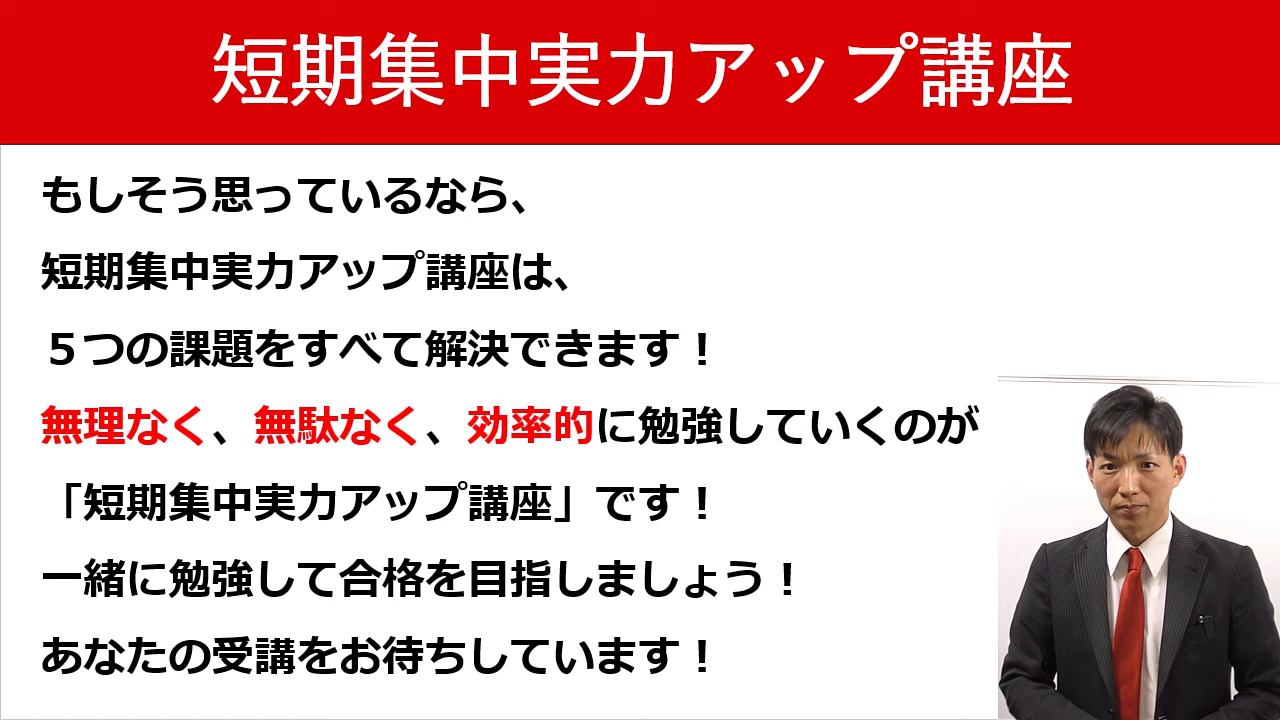 短期集中実力アップ講座
もしそう思っているなら、
短期集中実力アップ講座は、
５つの課題をすべて解決できます！
無理なく、無駄なく、効率的に勉強していくのが
「短期集中実力アップ講座」です！
一緒に勉強して合格を目指しましょう！
あなたの受講をお待ちしています！